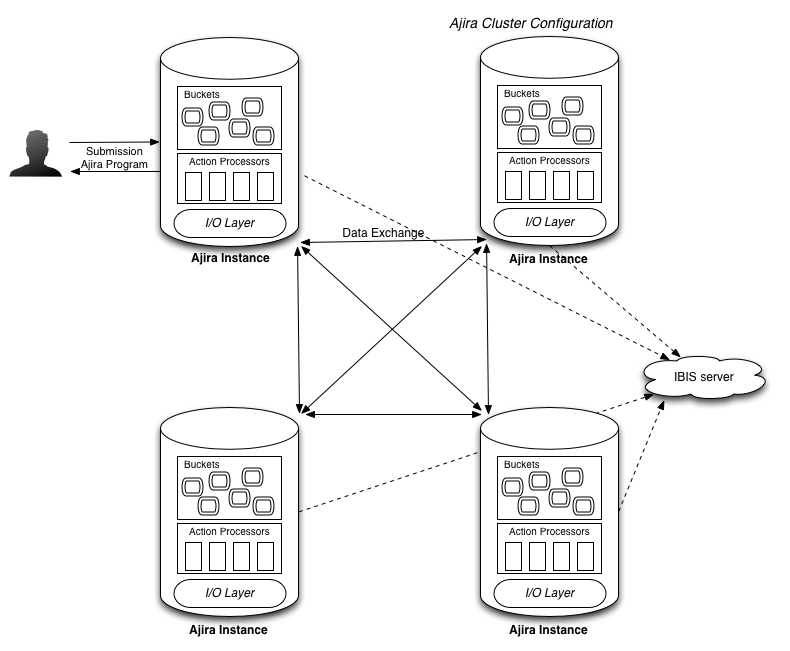 Ajira Cluster Configuration
Buckets
Action Processors
I/O Layer
Ajira Instance
Buckets
Action Processors
I/O Layer
Ajira Instance
Submission
Ajira Program
Data Exchange
IBIS server
Buckets
Action Processors
I/O Layer
Ajira Instance
Buckets
Action Processors
I/O Layer
Ajira Instance